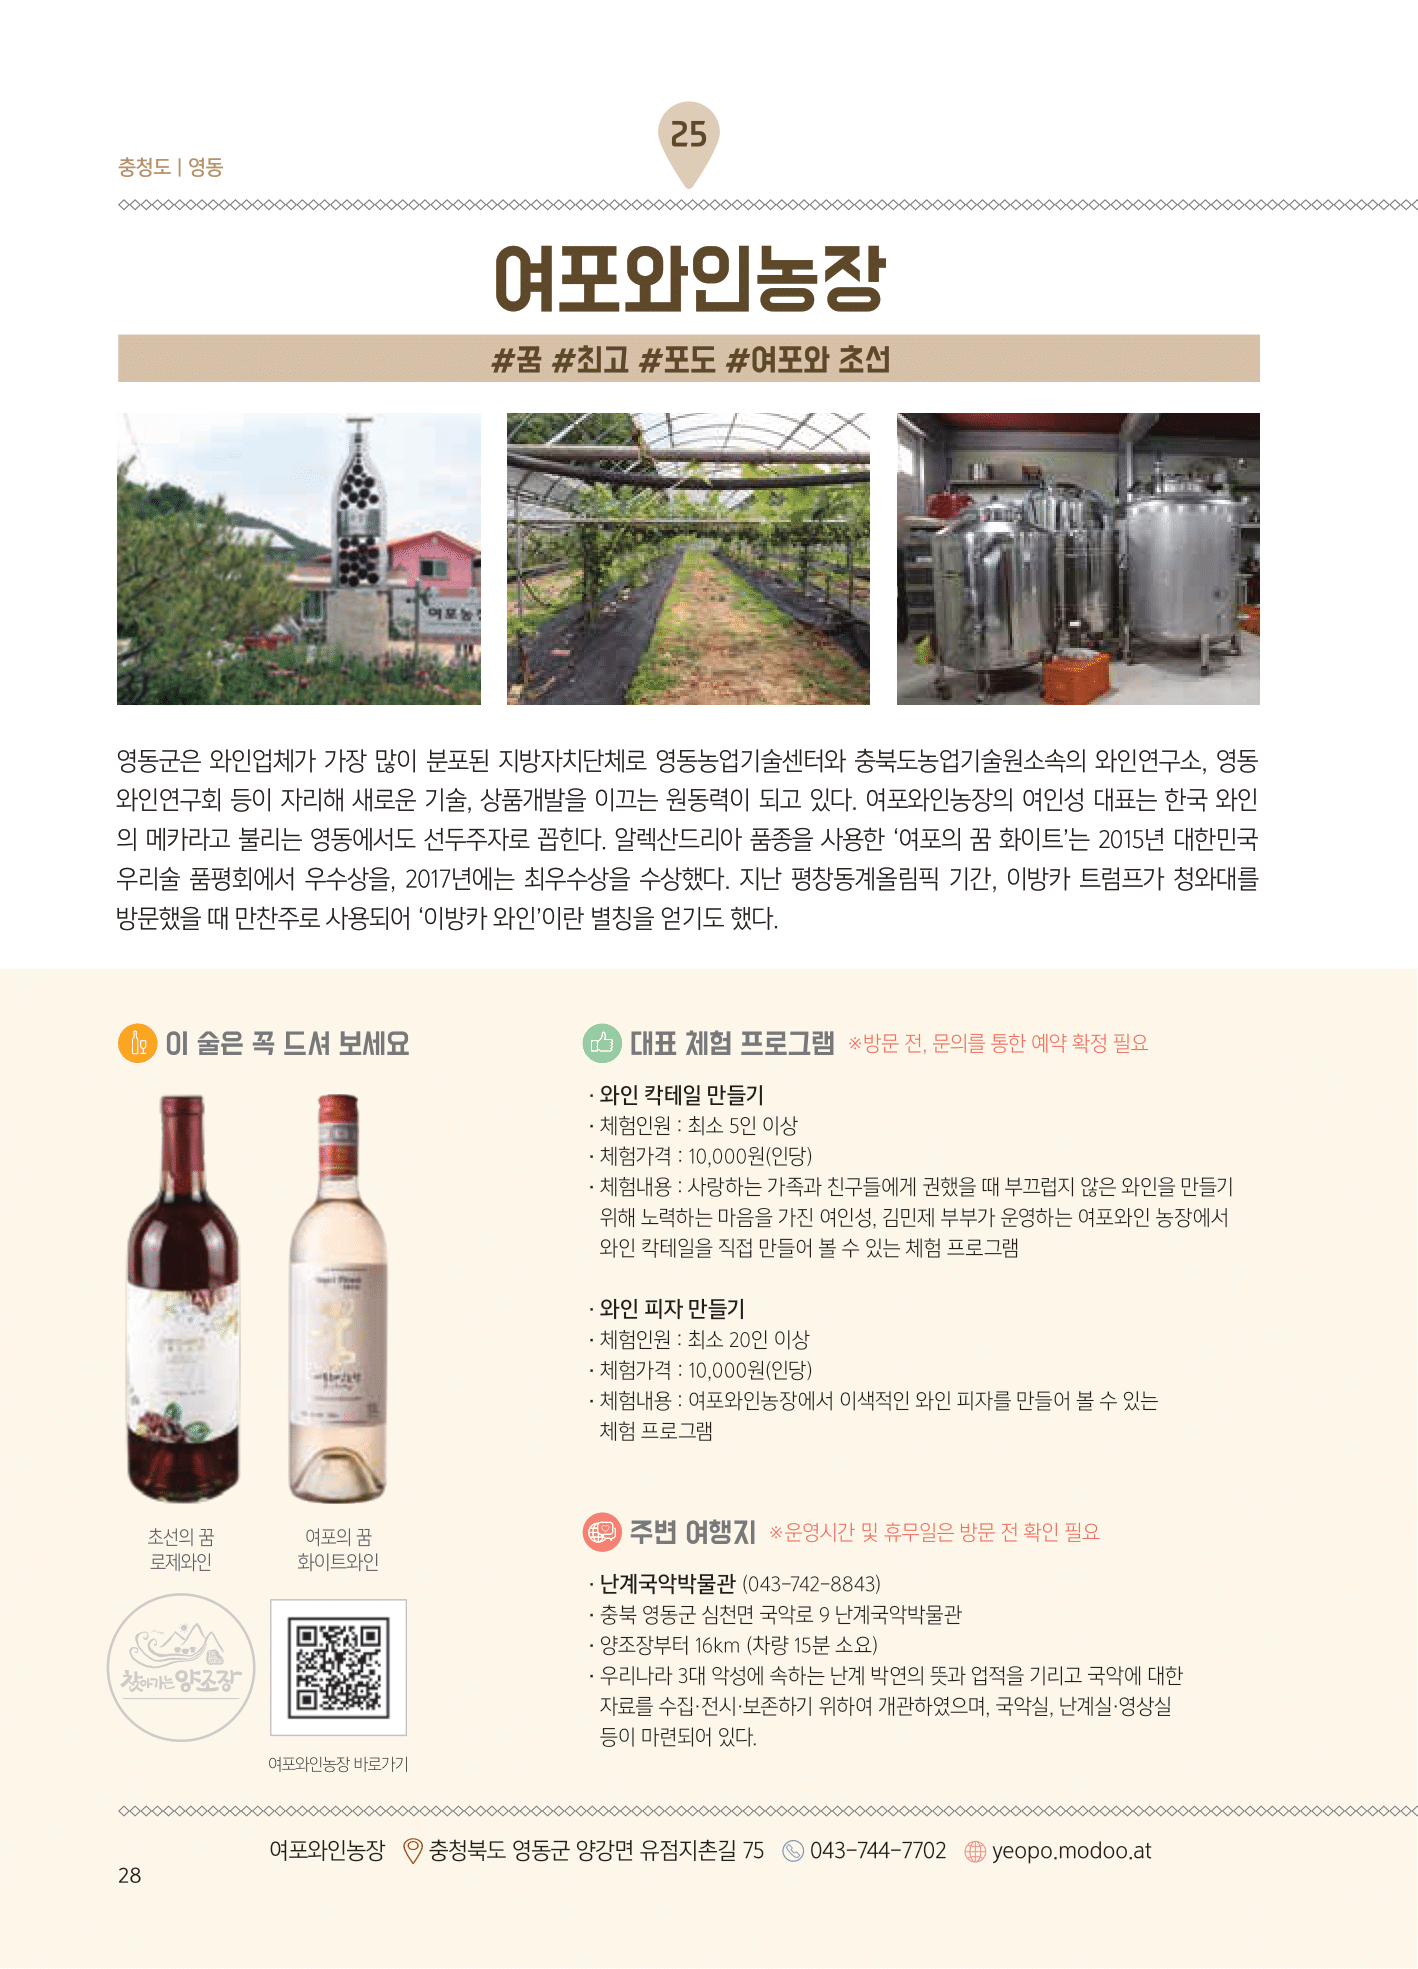 25
충청도 | 영동
여포와인농장
#꿈 #최고 #포도 #여포와 초선
여포농
영동군은 와인업체가 가장 많이 분포된 지방자치단체로 영동농업기술센터와 충북도농업기술원소속의 와인연구소, 영동
와인연구회 등이 자리해 새로운 기술, 상품개발을 이끄는 원동력이 되고 있다. 여포와인농장의 여인성 대표는 한국 와인
의 메카라고 불리는 영동에서도 선두주자로 꼽힌다. 알렉산드리아 품종을 사용한 ‘여포의 꿈 화이트’는 2015년 대한민국
우리술 품평회에서 우수상을, 2017년에는 최우수상을 수상했다. 지난 평창동계올림픽 기간, 이방카 트럼프가 청와대를
방문했을 때 만찬주로 사용되어 ‘이방카 와인’이란 별칭을 얻기도 했다.
이 술은 꼭 드셔 보세요
초선의 꿈
로제와인
여포의 꿈
화이트와인
찾아가는 양조장
여포와인농장 바로가기
대표 체험 프로그램 ※방문 전, 문의를 통한 예약 확정 필요
· 와인 칵테일 만들기
· 체험인원 : 최소 5인 이상
· 체험가격 : 10,000원(인당)
· 체험내용 : 사랑하는 가족과 친구들에게 권했을 때 부끄럽지 않은 와인을 만들기
위해 노력하는 마음을 가진 여인성, 김민제 부부가 운영하는 여포와인 농장에서
와인 칵테일을 직접 만들어 볼 수 있는 체험 프로그램
· 와인 피자 만들기
· 체험인원 : 최소 20인 이상
· 체험가격 : 10,000원(인당)
· 체험내용 : 여포와인농장에서 이색적인 와인 피자를 만들어 볼 수 있는
체험 프로그램
주변 여행지 ※운영시간 및 휴무일은 방문 전 확인 필요
· 난계국악박물관 (043-742-8843)
· 충북 영동군 심천면 국악로 9 난계국악박물관
· 양조장부터 16km (차량 15분 소요)
· 우리나라 3대 악성에 속하는 난계 박연의 뜻과 업적을 기리고 국악에 대한
자료를 수집·전시·보존하기 위하여 개관하였으며, 국악실, 난계실·영상실
등이 마련되어 있다.
여포와인농장 충청북도 영동군 양강면 유점지촌길 75 043-744-7702 yeopo.modoo.at
28